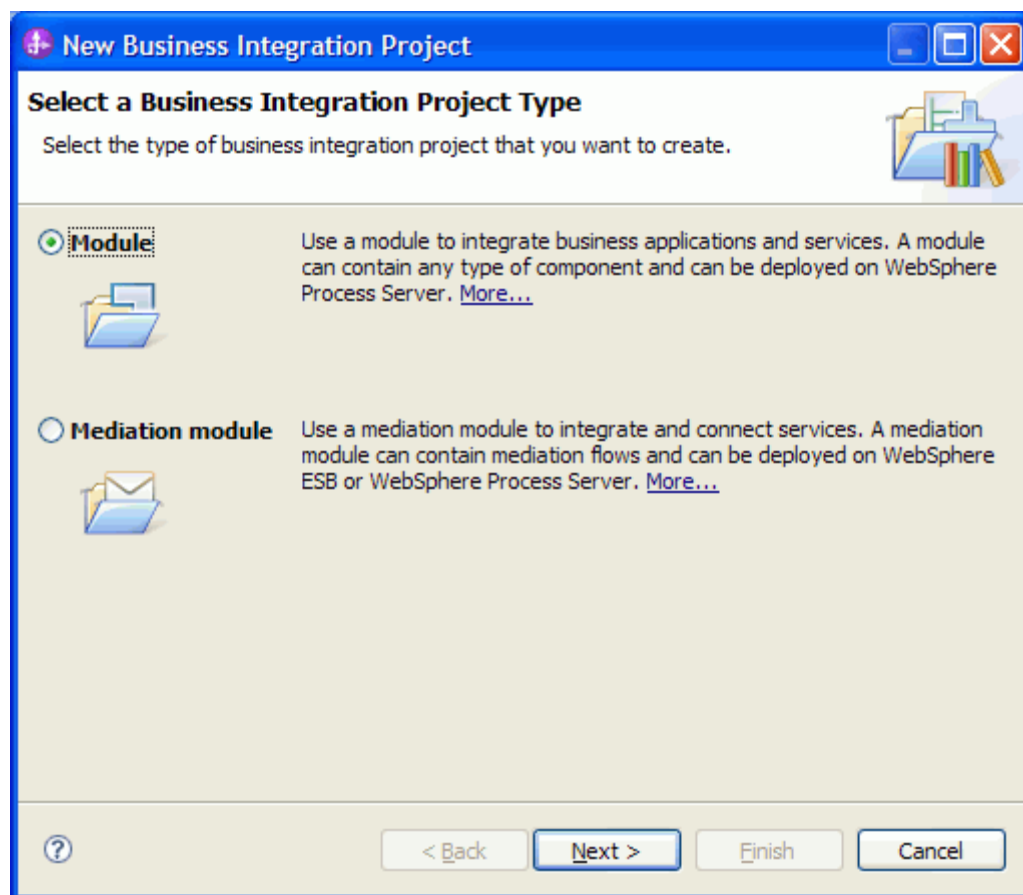 New Business Integration Project
Select a Business Integration Project Type
Select the type of business integration project that you want to create.
Module
Use a module to integrate business applications and services. A module
can contain any type of component and can be deployed on WebSphere
Process Server. More...
Mediation module
Use a mediation module to integrate and connect services. A mediation
module can contain mediation flows and can be deployed on WebSphere
ESB or WebSphere Process Server. More...
? < Back Next > Finish Cancel